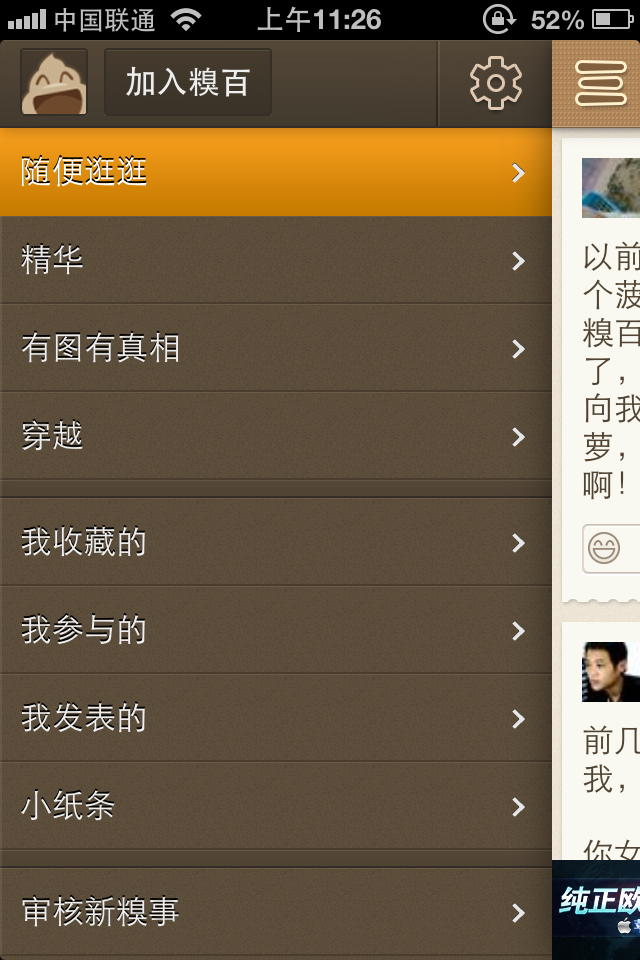 中国联通 上午11:26 52%
加入糗百
随便逛逛
精华
有图有真相
穿越
我收藏的
我参与的
我发表的
小纸条
审核新糗事
以前
个菠
糗百
了，
向我
萝，
啊！
前几
我，
你女
纯正欧